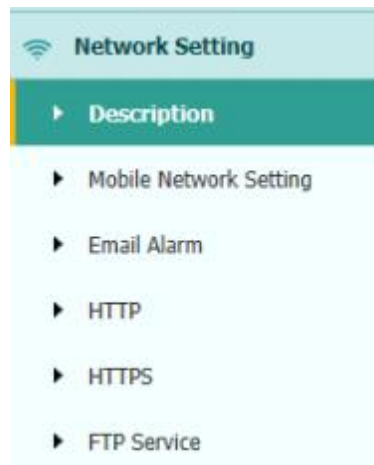 Network Setting
Description
Mobile Network Setting
Email Alarm
HTTP
HTTPS
FTP Service